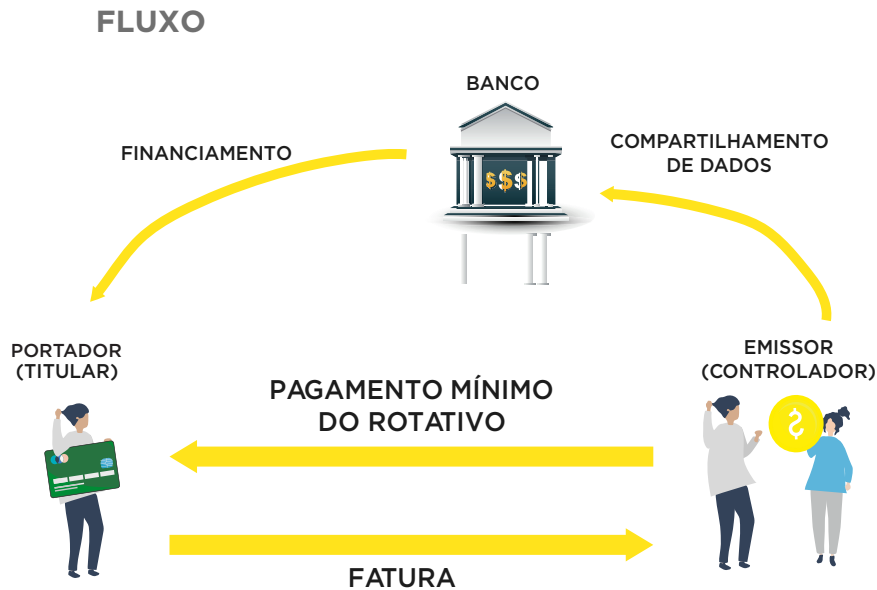 FLUXO
BANCO
FINANCIAMENTO
COMPARTILHAMENTO
DE DADOS
$$$
PORTADOR
(TITULAR)
EMISSOR
(CONTROLADOR)
PAGAMENTO MÍNIMO
DO ROTATIVO
FATURA